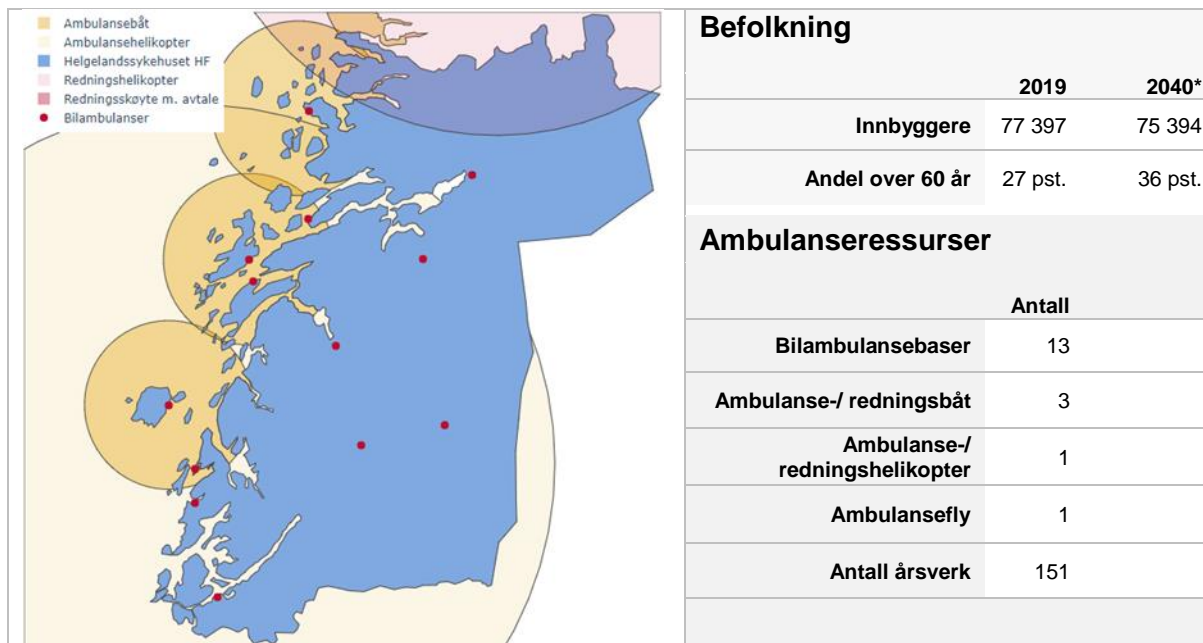 Ambulansebåt
Ambulansehelikopter
Helgelandssykehuset HF
Redningshelikopter
Redningsskøyte m. avtale
Bilambulanser
Befolkning
2019 2040*
Innbyggere 77 397 75 394
Andel over 60 år 27 pst. 36 pst.
Ambulanseressurser
Antall
Bilambulansebaser 13
Ambulanse-/ redningsbåt 3
Ambulanse-/
redningshelikopter 1
Ambulansefly 1
Antall årsverk 151